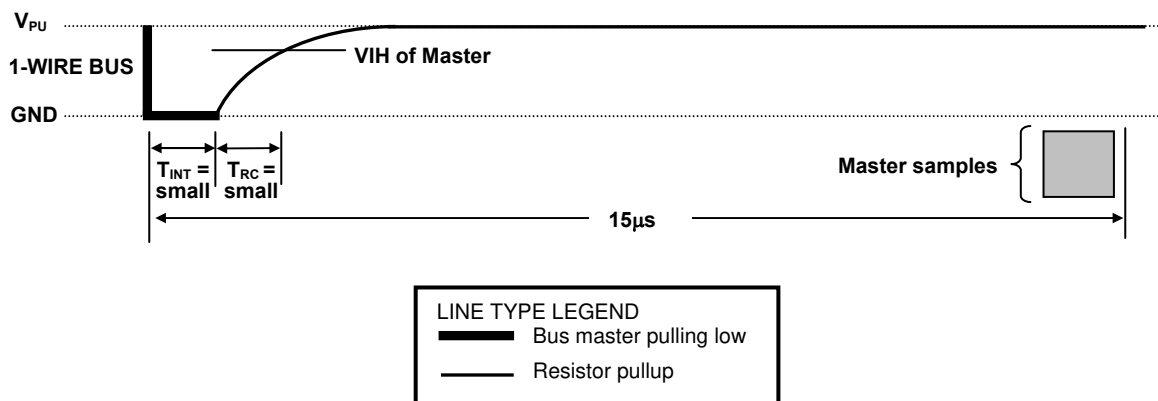 VPU
VIH of Master
1-WIRE BUS
GND
TINT =
small
TRC =
small
Master samples
15μs
LINE TYPE LEGEND
Bus master pulling low
Resistor pullup